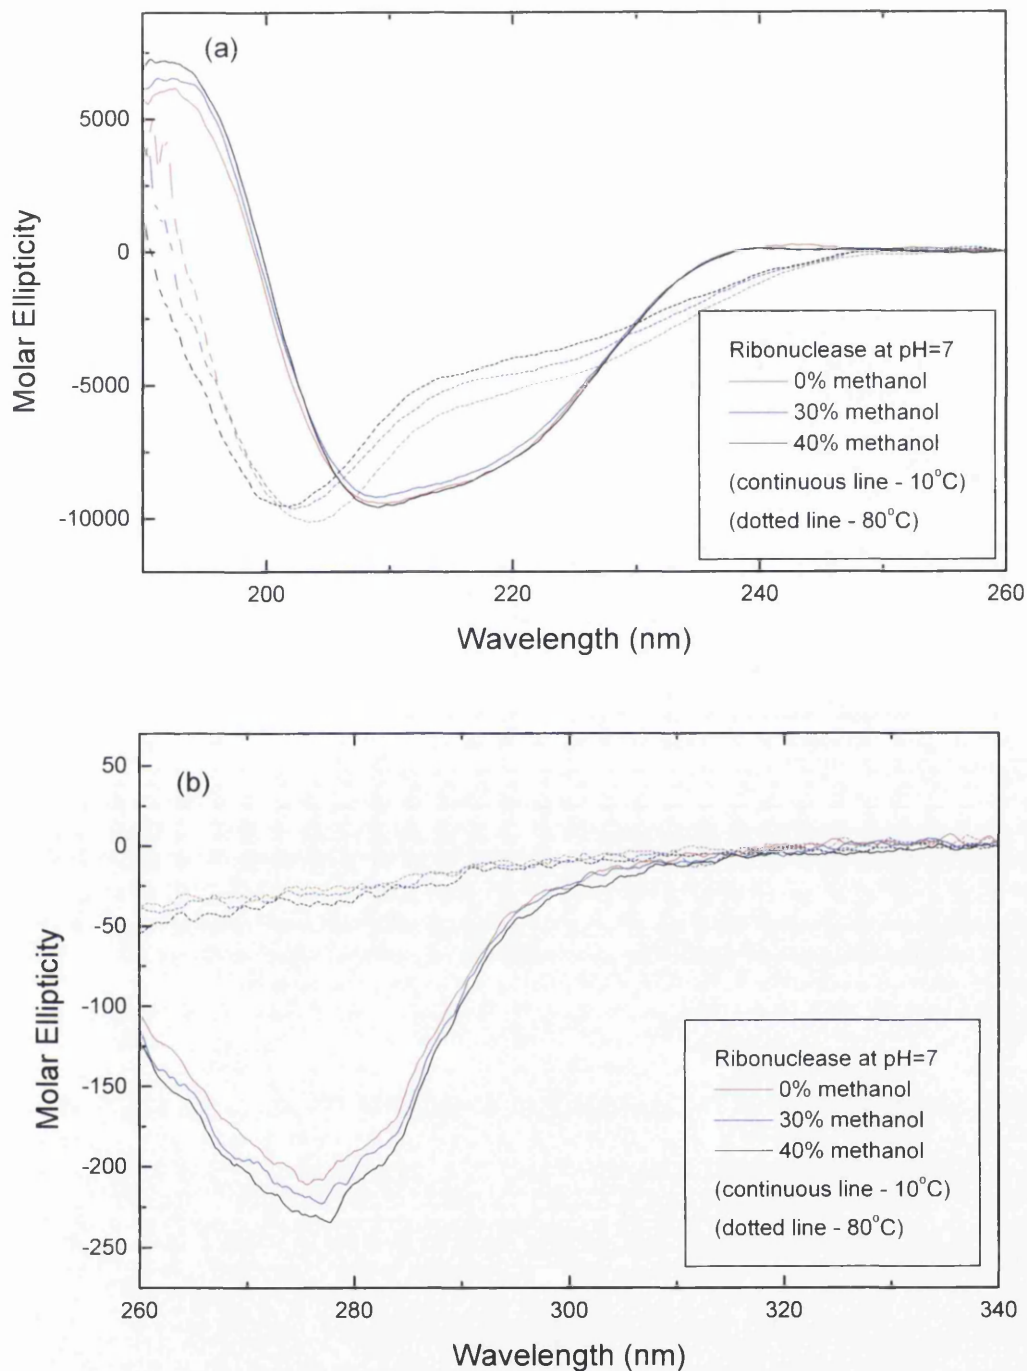 (a)
5000
0
-5000
-10000
Molar Ellipticity
Ribonuclease at pH=7
0% methanol
30% methanol
40% methanol
(continuous line - 10°C)
(dotted line - 80°C)
200
220
240
260
Wavelength (nm)
(b)
50
0
-50
-100
-150
-200
-250
Molar Ellipticity
Ribonuclease at pH=7
0% methanol
30% methanol
40% methanol
(continuous line - 10°C)
(dotted line - 80°C)
260
280
300
320
340
Wavelength (nm)